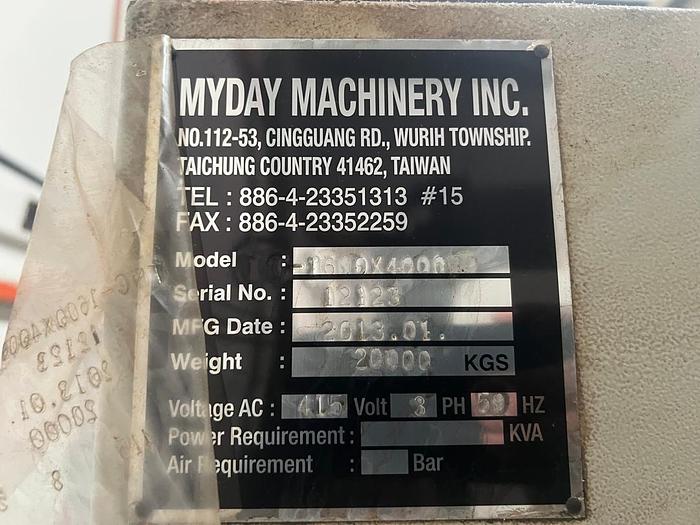 MYDAY MACHINERY INC.
NO.112-53, CINGGUANG RD., WURIH TOWNSHIP.
TAICHUNG COUNTRY 41462, TAIWAN
TEL : 886-4-23351313 #15
FAX : 886-4-23352259
Model :
Serial No. : 12123
MFG Date : 2013.01.
Weight : 20000 KGS
Voltage AC : 415 Volt 3 PH 50 HZ
Power Requirement : KVA
Air Requirement : Bar
12123
2013.01.
20000
8